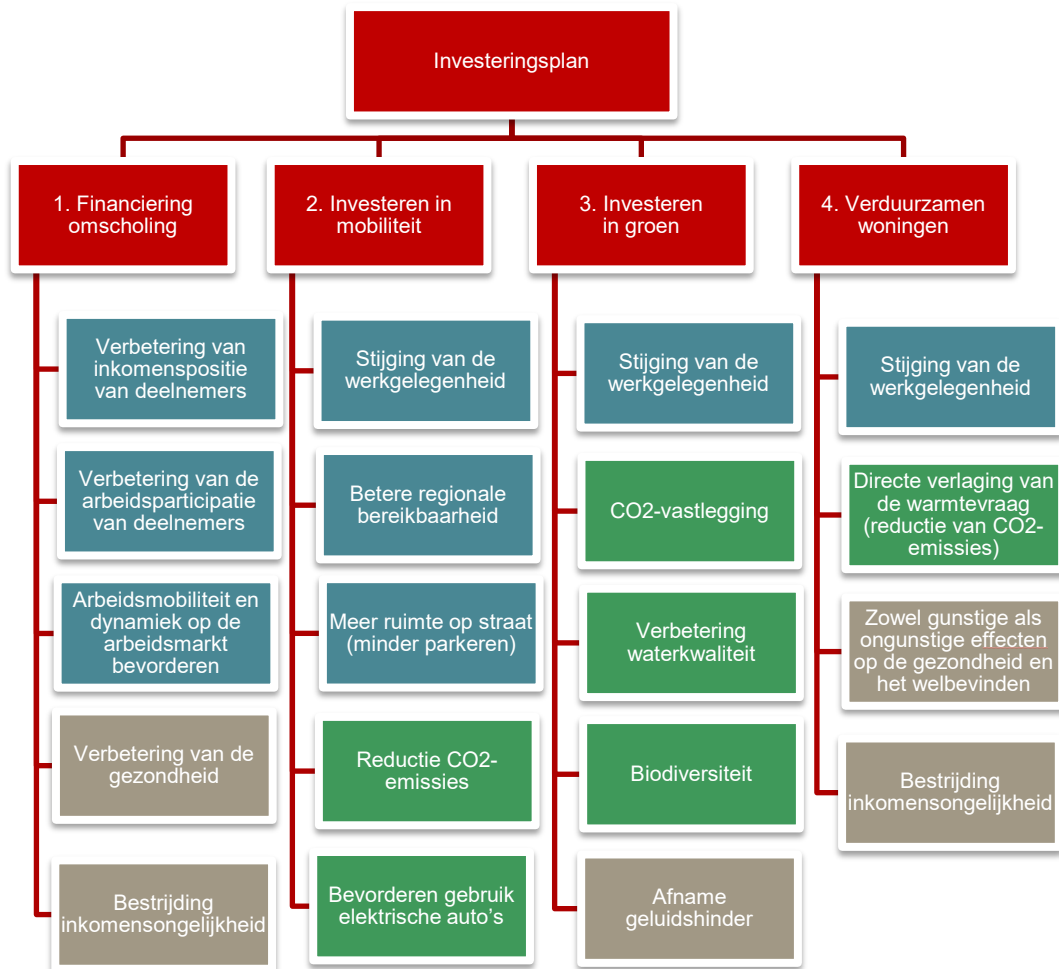 Investeringsplan
1. Financiering
omscholing
Verbetering van
inkomenspositie
van deelnemers
Verbetering van de
arbeidsparticipatie
van deelnemers
Arbeidsmobiliteit en
dynamiek op de
arbeidsmarkt
bevorderen
Verbetering van de
gezondheid
Bestrijding
inkomensongelijkheid
2. Investeren in
mobiliteit
Stijging van de
werkgelegenheid
Betere regionale
bereikbaarheid
Meer ruimte op straat
(minder parkeren)
Reductie CO2-
emissies
Bevorderen gebruik
elektrische auto’s
3. Investeren
in groen
Stijging van de
werkgelegenheid
CO2-vastlegging
Verbetering
waterkwaliteit
Biodiversiteit
Afname
geluidshinder
4. Verduurzamen
woningen
Stijging van de
werkgelegenheid
Directe verlaging van
de warmtevraag
(reductie van CO2-
emissies)
Zowel gunstige als
ongunstige effecten
op de gezondheid en
het welbevinden
Bestrijding
inkomensongelijkheid